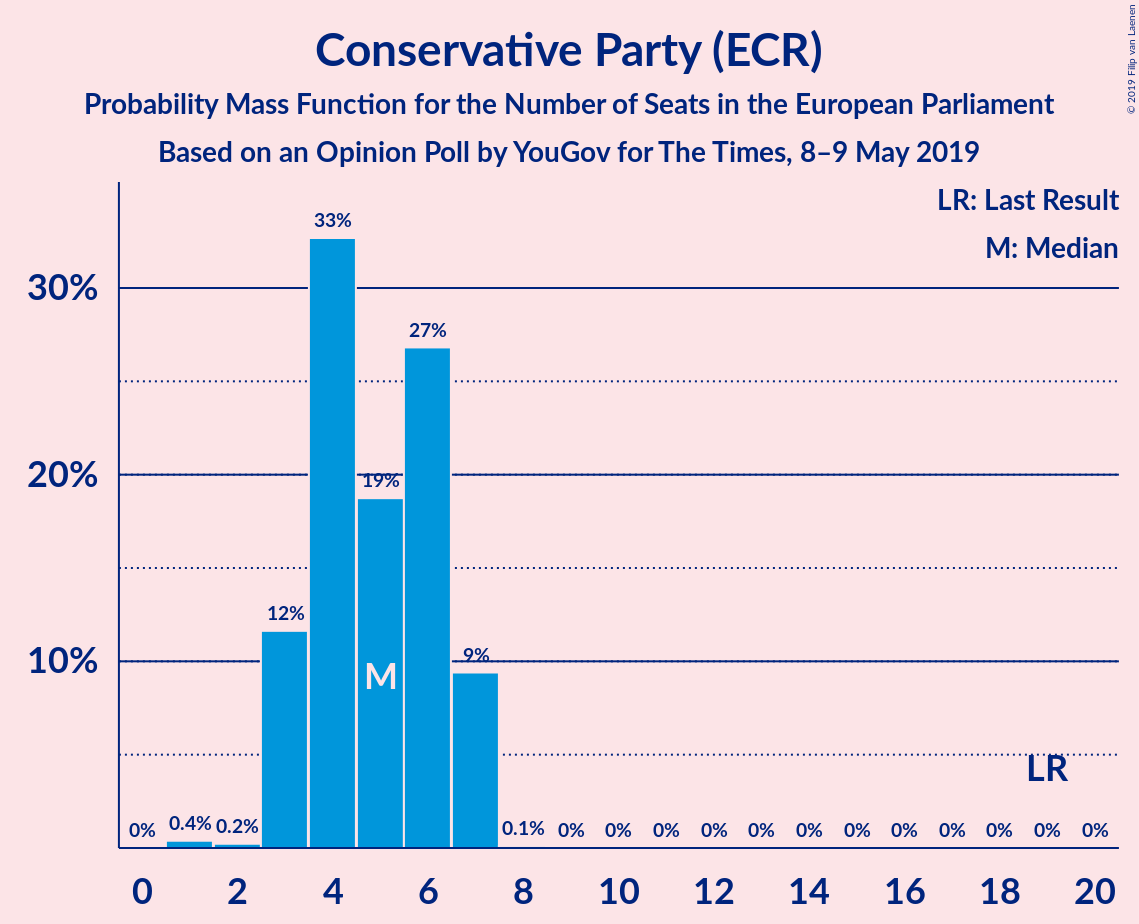 Conservative Party (ECR)
Probability Mass Function for the Number of Seats in the European Parliament
Based on an Opinion Poll by YouGov for The Times, 8–9 May 2019
© 2019 Filip van Laenen
LR: Last Result
M: Median
33%
30%
27%
20%
19%
12%
10%
9%
M
LR
0% 0.4% 0.2% 0.1% 0% 0% 0% 0% 0% 0% 0% 0% 0% 0% 0% 0%
0 2 4 6 8 10 12 14 16 18 20